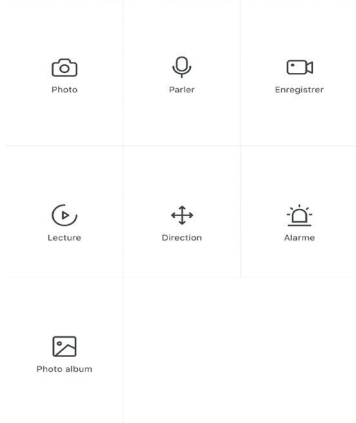 Photo
Parler
Enregistrer
Lecture
Direction
Alarme
Photo album